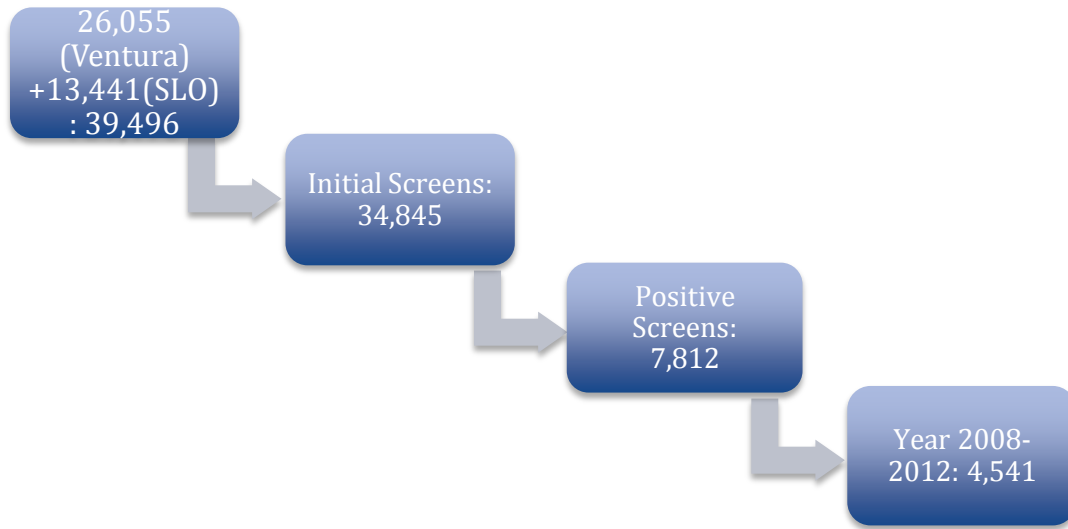 26,055
(Ventura)
+13,441(SLO)
: 39,496
Initial Screens:
34,845
Positive
Screens:
7,812
Year 2008-
2012: 4,541